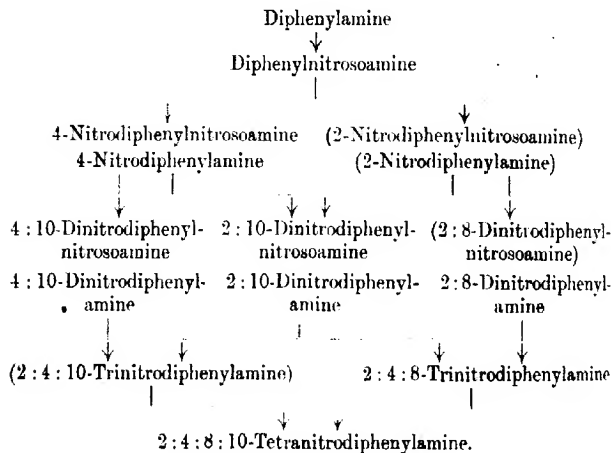 Diphenylamine
Diphenylnitrosoamine
4-Nitrodiphenylnitrosoamine (2-Nitrodiphenylnitrosoamine)
4-Nitrodiphenylamine (2-Nitrodiphenylamine)
4 : 10-Dinitrodiphenyl- 2 : 10-Dinitrodiphenyl- (2 : 8-Dinitrodiphenyl-
nitrosoamine nitrosoamine nitrosoamine)
4 : 10-Dinitrodiphenyl- 2 : 10-Dinitrodiphenyl- 2 : 8-Dinitrodiphenyl-
amine amine amine
(2 : 4 : 10-Trinitrodiphenylamine) 2 : 4 : 8-Trinitrodiphenylamine
2 : 4 : 8 : 10-Tetranitrodiphenylamine.